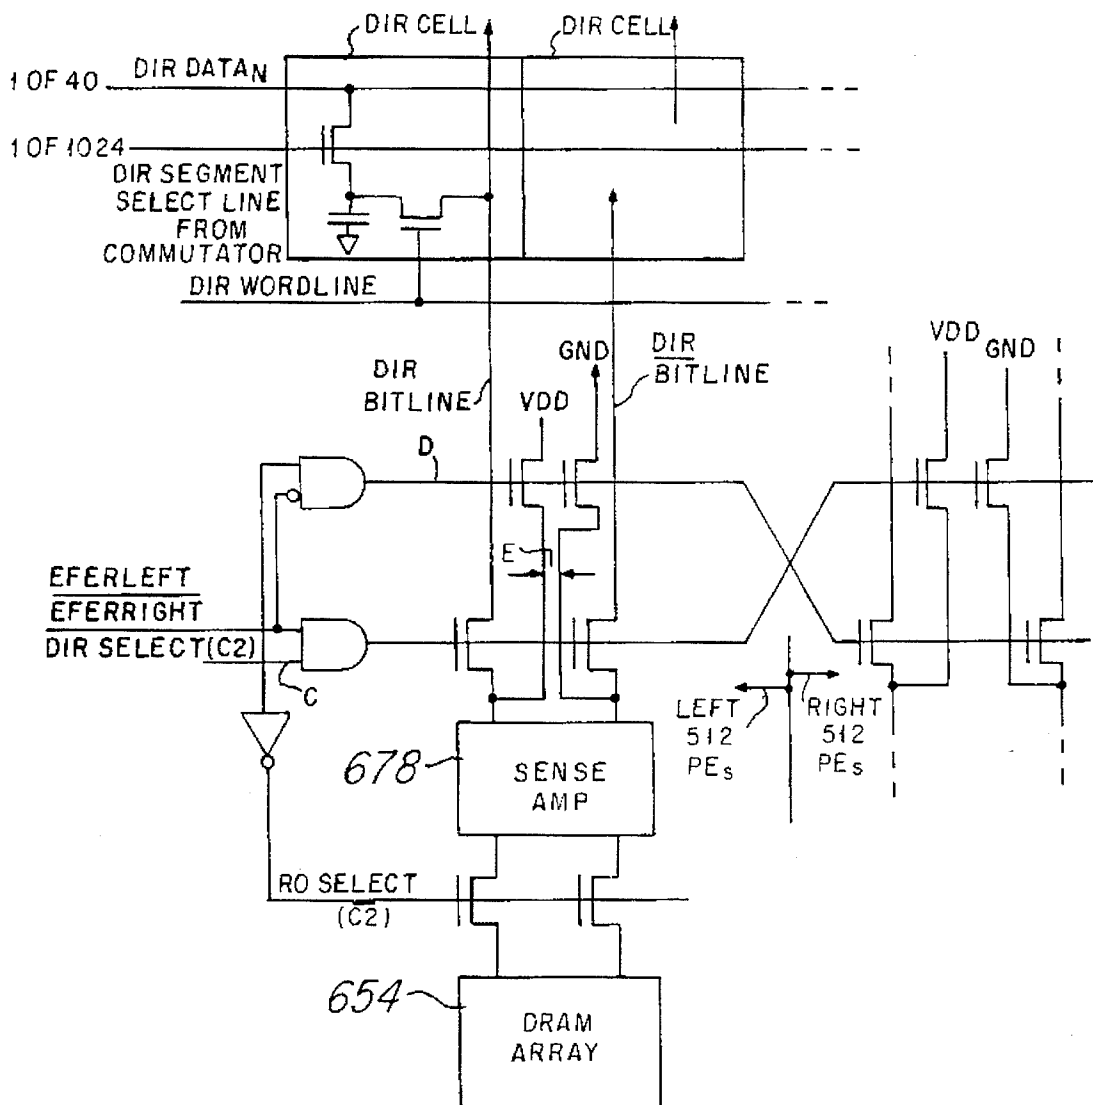 DIR CELL
DIR CELL
1 OF 40
DIR DATA N
1 OF 1024
DIR SEGMENT
SELECT LINE
FROM
COMMUTATOR
DIR WORDLINE
DIR
BITLINE
VDD
GND
DIR
BITLINE
VDD
GND
D
E
EFERLEFT
EFERRIGHT
DIR SELECT(C2)
C
LEFT
512
PEs
RIGHT
512
PEs
678
SENSE
AMP
RO SELECT
(C2)
654
DRAM
ARRAY